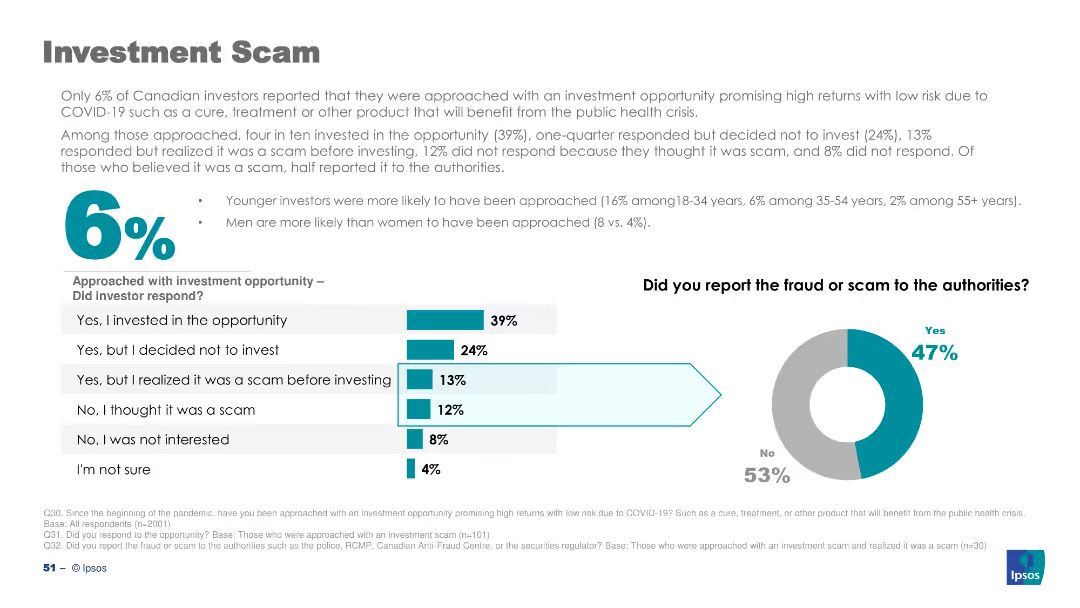 Investment Scam
Only 6% of Canadian investors reported that they were approached with an investment opportunity promising high returns with low risk due to
COVID-19 such as a cure, treatment or other product that will benefit from the public health crisis.
Among those approached, four in ten invested in the opportunity (39%), one-quarter responded but decided not to invest (24%), 13%
responded but realized it was a scam before investing, 12% did not respond because they thought it was scam, and 8% did not respond. Of
those who believed it was a scam, half reported it to the authorities.
6%
• Younger investors were more likely to have been approached (16% among18-34 years, 6% among 35-54 years, 2% among 55+ years).
• Men are more likely than women to have been approached (8 vs. 4%).
Approached with investment opportunity –
Did investor respond?
Yes, I invested in the opportunity 39%
Yes, but I decided not to invest 24%
Yes, but I realized it was a scam before investing 13%
No, I thought it was a scam 12%
No, I was not interested 8%
I'm not sure 4%
Did you report the fraud or scam to the authorities?
Yes
47%
No
53%
Q30. Since the beginning of the pandemic, have you been approached with an investment opportunity promising high returns with low risk due to COVID-19? Such as a cure, treatment, or other product that will benefit from the public health crisis.
Base: All respondents (n=2001)
Q31. Did you respond to the opportunity? Base: Those who were approached with an investment scam (n=101)
Q32. Did you report the fraud or scam to the authorities such as the police, RCMP, Canadian Anti-Fraud Centre, or the securities regulator? Base: Those who were approached with an investment scam and realized it was a scam (n=30)
51 – © Ipsos
Ipsos